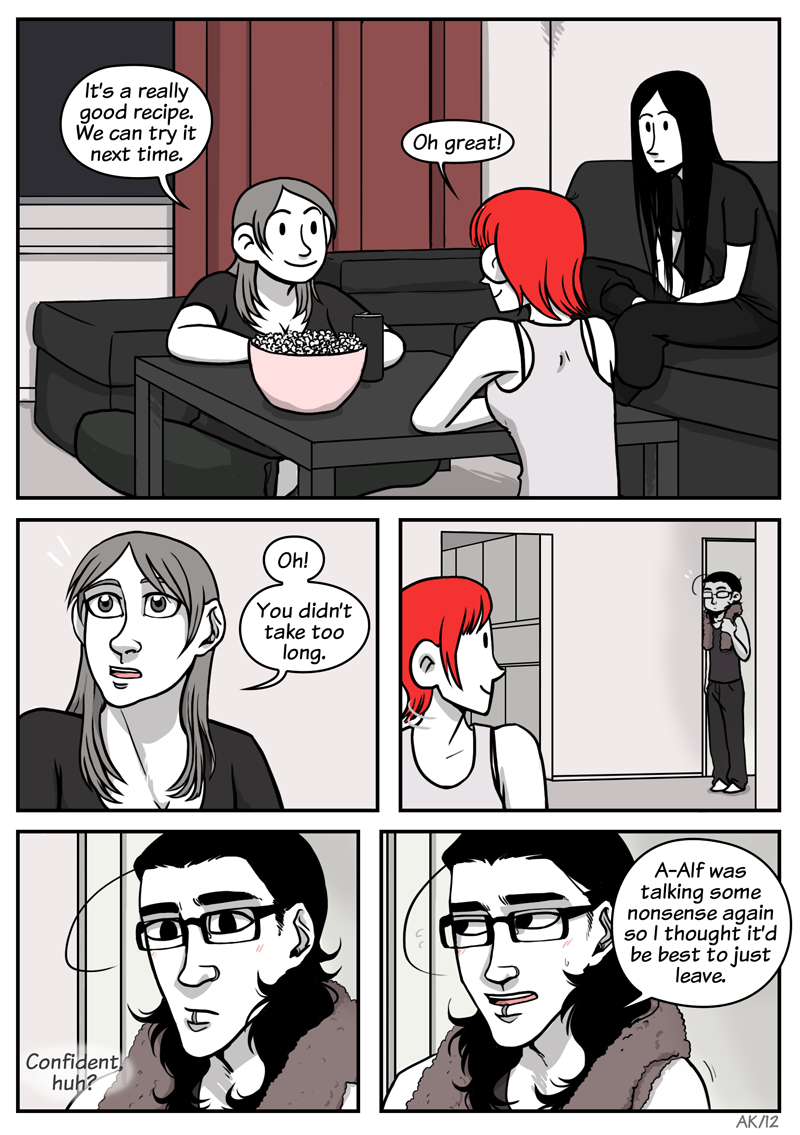 It's a really
good recipe.
We can try it
next time.
Oh great!
Oh!
You didn't
take too
long.
Confident,
huh?
A-Alf was
talking some
nonsense again
so I thought it'd
be best to just
leave.
AK/12